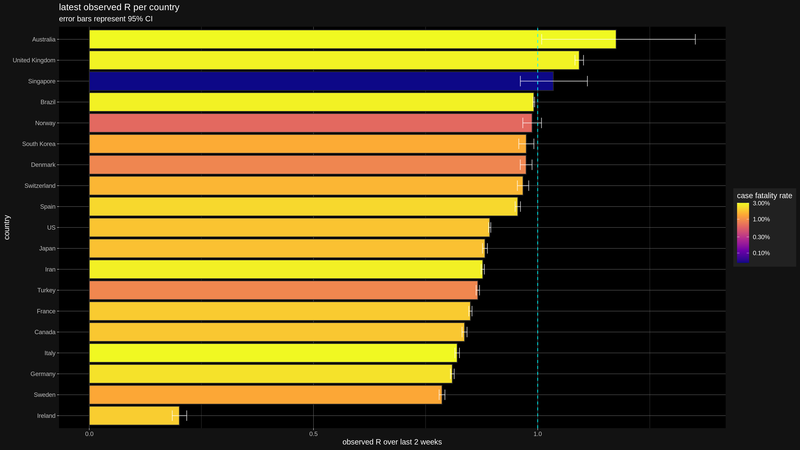 latest observed R per country
error bars represent 95% CI
Australia
United Kingdom
Singapore
Brazil
Norway
South Korea
Denmark
Switzerland
Spain
US
Japan
Iran
Turkey
France
Canada
Italy
Germany
Sweden
Ireland
country
0.0
0.5
1.0
observed R over last 2 weeks
case fatality rate
3.00%
1.00%
0.30%
0.10%